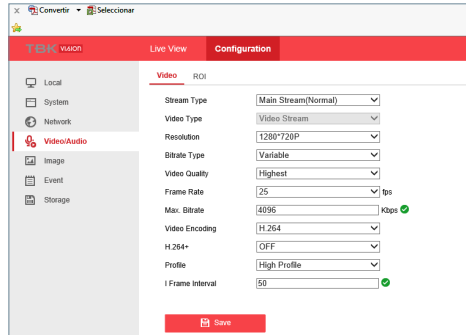 x Convertir Seleccionar
TBK VISION Live View Configuration
Video ROI
Local
System
Network
Video/Audio
Image
Event
Storage
Stream Type Main Stream(Normal)
Video Type Video Stream
Resolution 1280*720P
Bitrate Type Variable
Video Quality Highest
Frame Rate 25 fps
Max. Bitrate 4096 Kbps
Video Encoding H.264
H.264+ OFF
Profile High Profile
I Frame Interval 50
Save